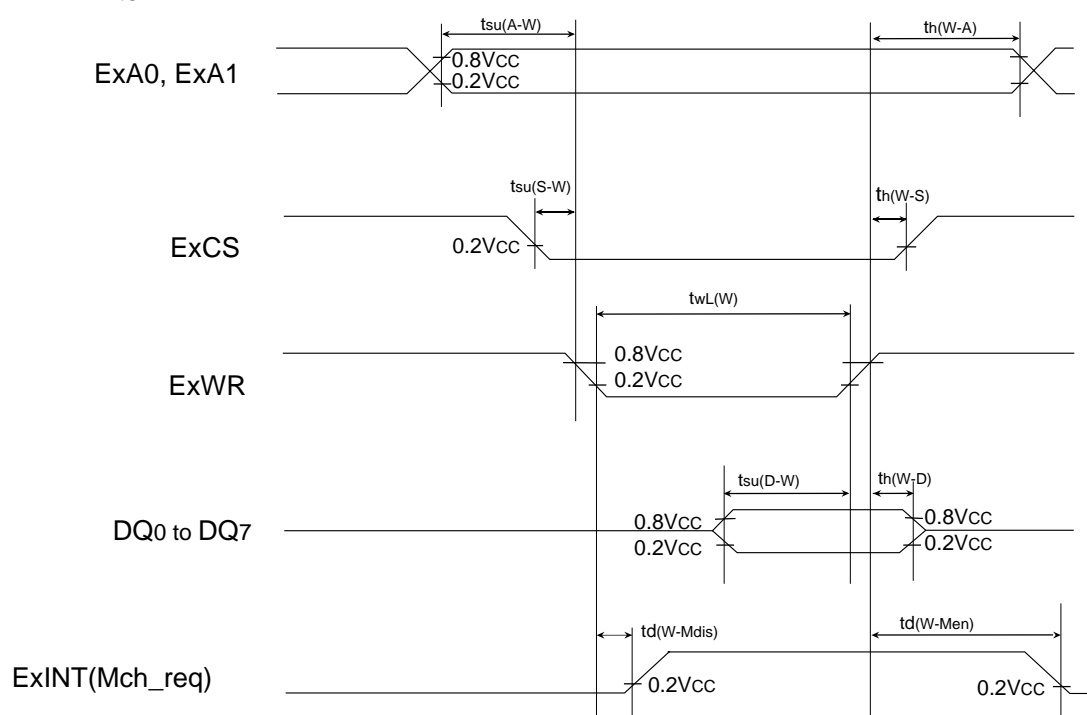 tsu(A-W)
th(W-A)
ExA0, ExA1
0.8VCC
0.2VCC
tsu(S-W)
th(W-S)
ExCS
0.2VCC
twL(W)
ExWR
0.8VCC
0.2VCC
tsu(D-W)
th(W-D)
DQ0 to DQ7
0.8VCC
0.8VCC
0.2VCC
0.2VCC
td(W-Mdis)
td(W-Men)
ExINT(Mch_req)
0.2VCC
0.2VCC